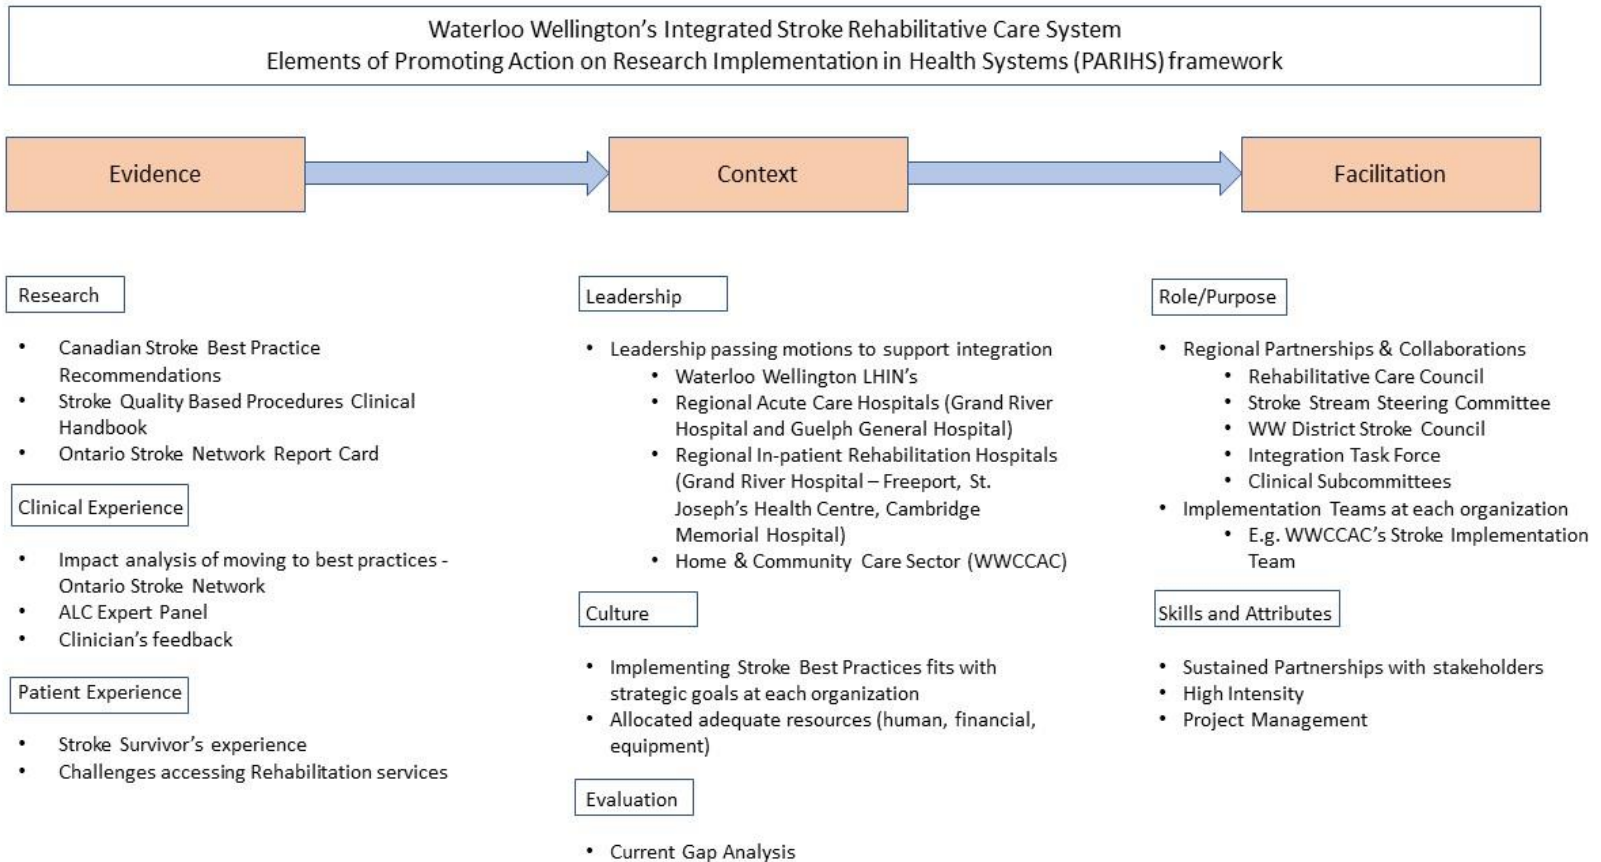 Waterloo Wellington's Integrated Stroke Rehabilitative Care System
Elements of Promoting Action on Research Implementation in Health Systems (PARIHS) framework
Evidence
Context
Facilitation
Research
• Canadian Stroke Best Practice
Recommendations
• Stroke Quality Based Procedures Clinical
Handbook
• Ontario Stroke Network Report Card
Clinical Experience
• Impact analysis of moving to best practices -
Ontario Stroke Network
• ALC Expert Panel
• Clinician's feedback
Patient Experience
• Stroke Survivor's experience
• Challenges accessing Rehabilitation services
Leadership
• Leadership passing motions to support integration
• Waterloo Wellington LHIN's
• Regional Acute Care Hospitals (Grand River
Hospital and Guelph General Hospital)
• Regional In-patient Rehabilitation Hospitals
(Grand River Hospital – Freeport, St.
Joseph's Health Centre, Cambridge
Memorial Hospital)
• Home & Community Care Sector (WWCCAC)
Culture
• Implementing Stroke Best Practices fits with
strategic goals at each organization
• Allocated adequate resources (human, financial,
equipment)
Evaluation
• Current Gap Analysis
Role/Purpose
• Regional Partnerships & Collaborations
• Rehabilitative Care Council
• Stroke Stream Steering Committee
• WW District Stroke Council
• Integration Task Force
• Clinical Subcommittees
• Implementation Teams at each organization
• E.g. WWCCAC's Stroke Implementation
Team
Skills and Attributes
• Sustained Partnerships with stakeholders
• High Intensity
• Project Management